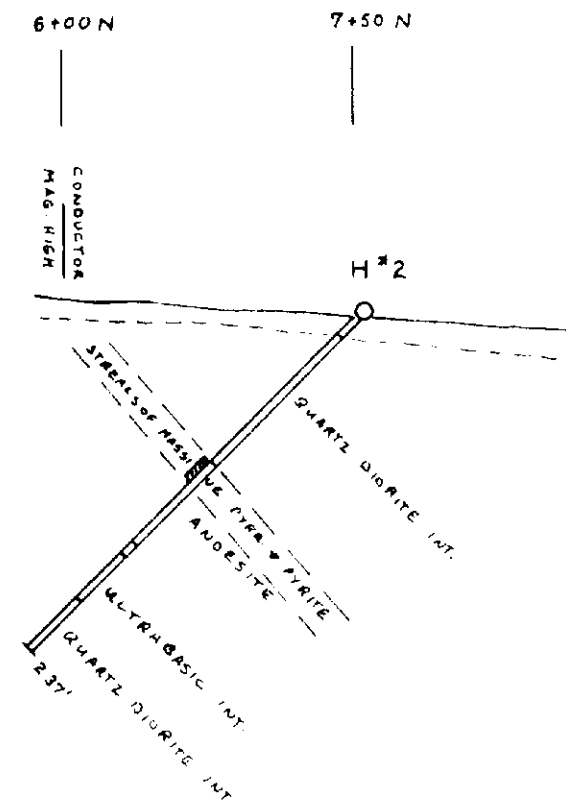 6+00 N
7+50 N
CONDUCTOR
MAG. HIGH
H #2
STREAKS OF MASSIVE PYRR & PYRITE
QUARTZ DIORITE INT.
ANDESITE
ULTRABASIC INT.
QUARTZ DIORITE INT
237'